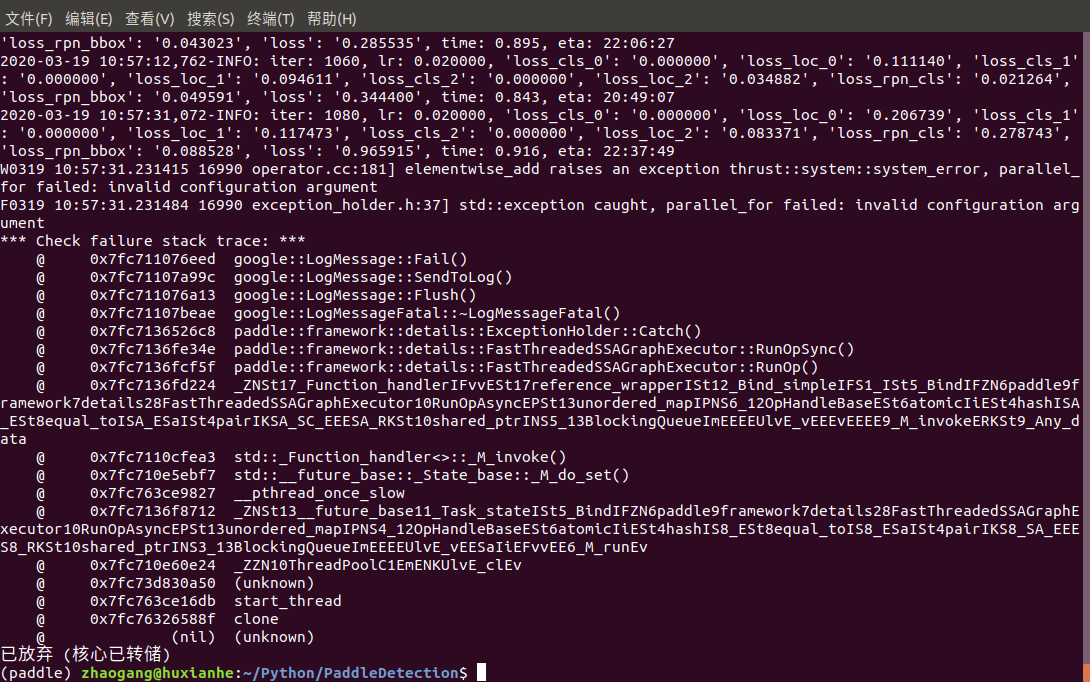 文件(F) 编辑(E) 查看(V) 搜索(S) 终端(T) 帮助(H)
'loss_rpn_bbox': '0.043023', 'loss': '0.285535', time: 0.895, eta: 22:06:27
2020-03-19 10:57:12,762-INFO: iter: 1060, lr: 0.020000, 'loss_cls_0': '0.000000', 'loss_loc_0': '0.111140', 'loss_cls_1'
: '0.000000', 'loss_loc_1': '0.094611', 'loss_cls_2': '0.000000', 'loss_loc_2': '0.034882', 'loss_rpn_cls': '0.021264',
'loss_rpn_bbox': '0.049591', 'loss': '0.344400', time: 0.843, eta: 20:49:07
2020-03-19 10:57:31,072-INFO: iter: 1080, lr: 0.020000, 'loss_cls_0': '0.000000', 'loss_loc_0': '0.206739', 'loss_cls_1'
: '0.000000', 'loss_loc_1': '0.117473', 'loss_cls_2': '0.000000', 'loss_loc_2': '0.083371', 'loss_rpn_cls': '0.278743',
'loss_rpn_bbox': '0.088528', 'loss': '0.965915', time: 0.916, eta: 22:37:49
W0319 10:57:31.231415 16990 operator.cc:181] elementwise_add raises an exception thrust::system::system_error, parallel_
for failed: invalid configuration argument
F0319 10:57:31.231484 16990 exception_holder.h:37] std::exception caught, parallel_for failed: invalid configuration arg
ument
*** Check failure stack trace: ***
@ 0x7fc711076eed google::LogMessage::Fail()
@ 0x7fc71107a99c google::LogMessage::SendToLog()
@ 0x7fc711076a13 google::LogMessage::Flush()
@ 0x7fc71107beae google::LogMessageFatal::~LogMessageFatal()
@ 0x7fc7136526c8 paddle::framework::details::ExceptionHolder::Catch()
@ 0x7fc7136fe34e paddle::framework::details::FastThreadedSSAGraphExecutor::RunOpSync()
@ 0x7fc7136fcf5f paddle::framework::details::FastThreadedSSAGraphExecutor::RunOp()
@ 0x7fc7136fd224 _ZNSt17_Function_handlerIFvvESt17reference_wrapperISt12_Bind_simpleIFS1_ISt5_BindIFZN6paddle9f
ramework7details28FastThreadedSSAGraphExecutor10RunOpAsyncEPSt13unordered_mapIPNS6_12OpHandleBaseESt6atomicIiESt4hashISA
_ESt8equal_toISA_ESaISt4pairIKSA_SC_EEESA_RKSt10shared_ptrINS5_13BlockingQueueImEEEEUlvE_vEEEvEEEE9_M_invokeERKSt9_Any_d
ata
@ 0x7fc7110cfea3 std::_Function_handler<>::_M_invoke()
@ 0x7fc710e5ebf7 std::__future_base::_State_base::_M_do_set()
@ 0x7fc763ce9827 __pthread_once_slow
@ 0x7fc7136f8712 _ZNSt13__future_base11_Task_stateISt5_BindIFZN6paddle9framework7details28FastThreadedSSAGraphE
xecutor10RunOpAsyncEPSt13unordered_mapIPNS4_12OpHandleBaseESt6atomicIiESt4hashIS8_ESt8equal_toIS8_ESaISt4pairIKS8_SA_EEE
S8_RKSt10shared_ptrINS3_13BlockingQueueImEEEEUlvE_vEESaIiEFvvEE6_M_runEv
@ 0x7fc710e60e24 _ZZN10ThreadPoolC1EmENKUlvE_clEv
@ 0x7fc73d830a50 (unknown)
@ 0x7fc763ce16db start_thread
@ 0x7fc76326588f clone
@ (nil) (unknown)
已放弃 (核心已转储)
(paddle) zhaogang@huxianhe:~/Python/PaddleDetection$